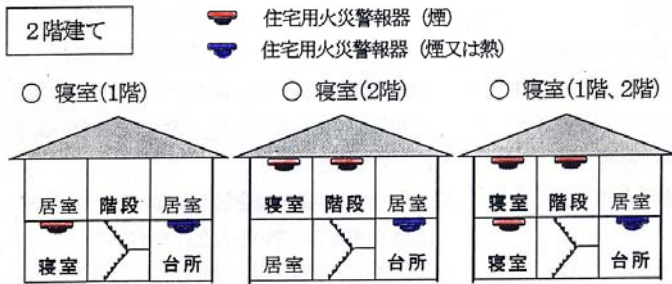 2階建て
住宅用火災警報器（煙）
住宅用火災警報器（煙又は熱）
○ 寝室(1階)
○ 寝室(2階)
○ 寝室(1階、2階)
居室 階段 居室
寝室 台所
寝室 階段 居室
居室 台所
寝室 階段 居室
寝室 台所